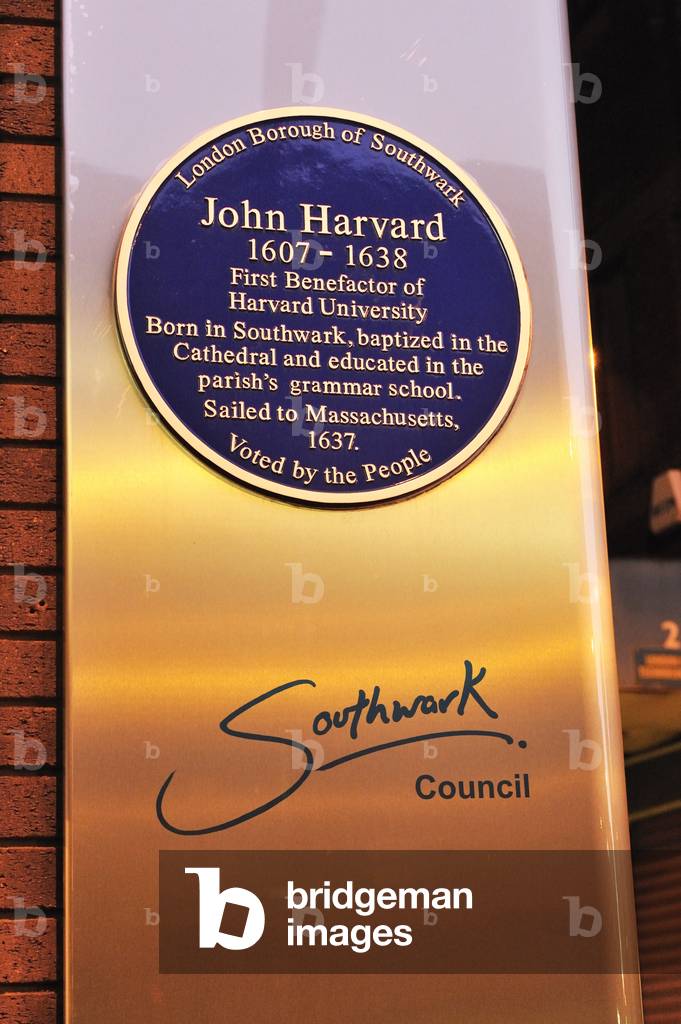 London Borough of Southwark
John Harvard
1607 - 1638
First Benefactor of
Harvard University
Born in Southwark, baptized in the
Cathedral and educated in the
parish's grammar school.
Sailed to Massachusetts,
1637.
Voted by the People
Southwark
Council
2
b bridgeman
images